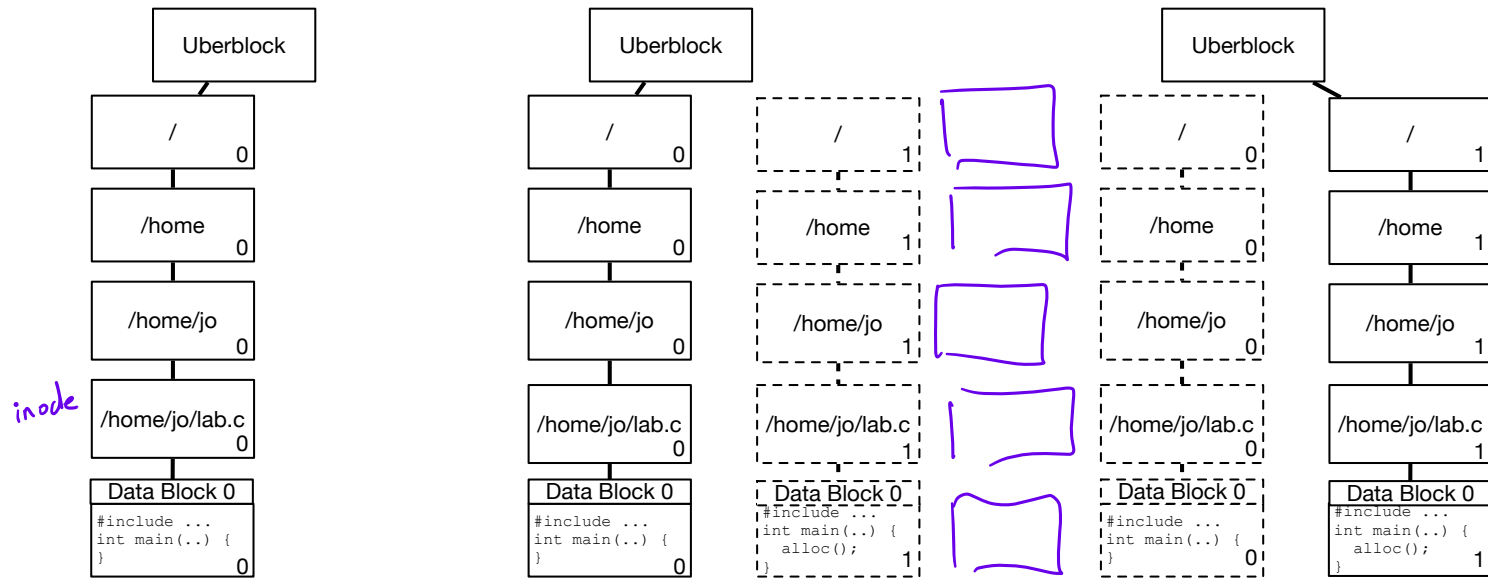 Uberblock
/
0
/home
0
/home/jo
0
inode
/home/jo/lab.c
0
Data Block 0
#include ...
int main(..) {
}
0
Uberblock
/
0
/home
0
/home/jo
0
/home/jo/lab.c
0
Data Block 0
#include ...
int main(..) {
}
0
/
1
/home
1
/home/jo
1
/home/jo/lab.c
1
Data Block 0
#include ...
int main(..) {
alloc();
}
1
Uberblock
/
0
/home
0
/home/jo
0
/home/jo/lab.c
0
Data Block 0
#include ...
int main(..) {
}
0
/
1
/home
1
/home/jo
1
/home/jo/lab.c
1
Data Block 0
#include ...
int main(..) {
alloc();
}
1